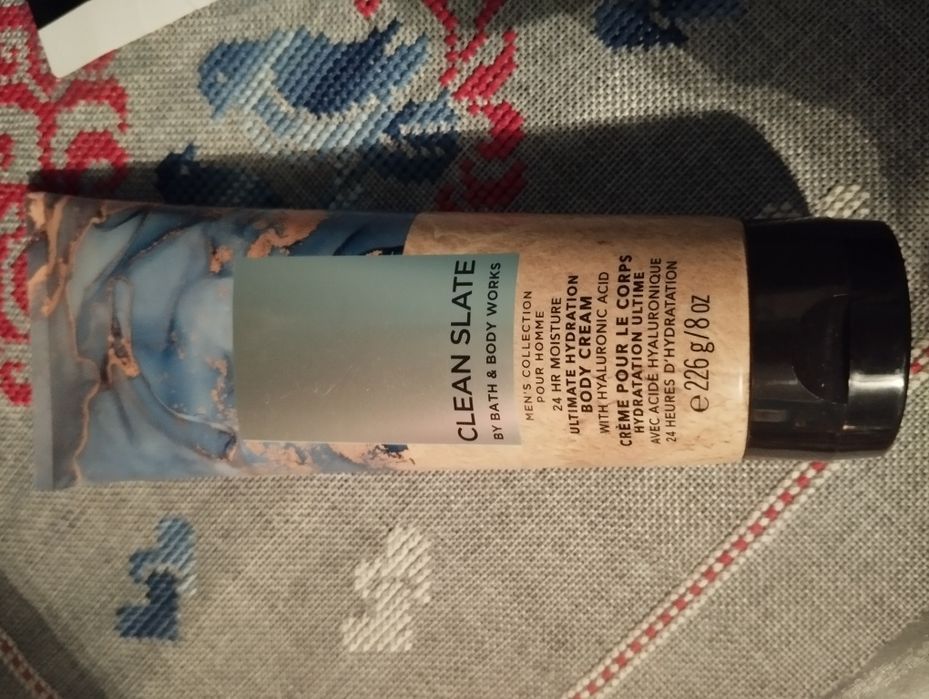 CLEAN SLATE
BY BATH & BODY WORKS
MEN'S COLLECTION
POUR HOMME
24 HR MOISTURE
ULTIMATE HYDRATION
BODY CREAM
WITH HYALURONIC ACID
CRÈME POUR LE CORPS
HYDRATATION ULTIME
AVEC ACIDE HYALURONIQUE
24 HEURES D'HYDRATATION
℮ 226 g/8 oz